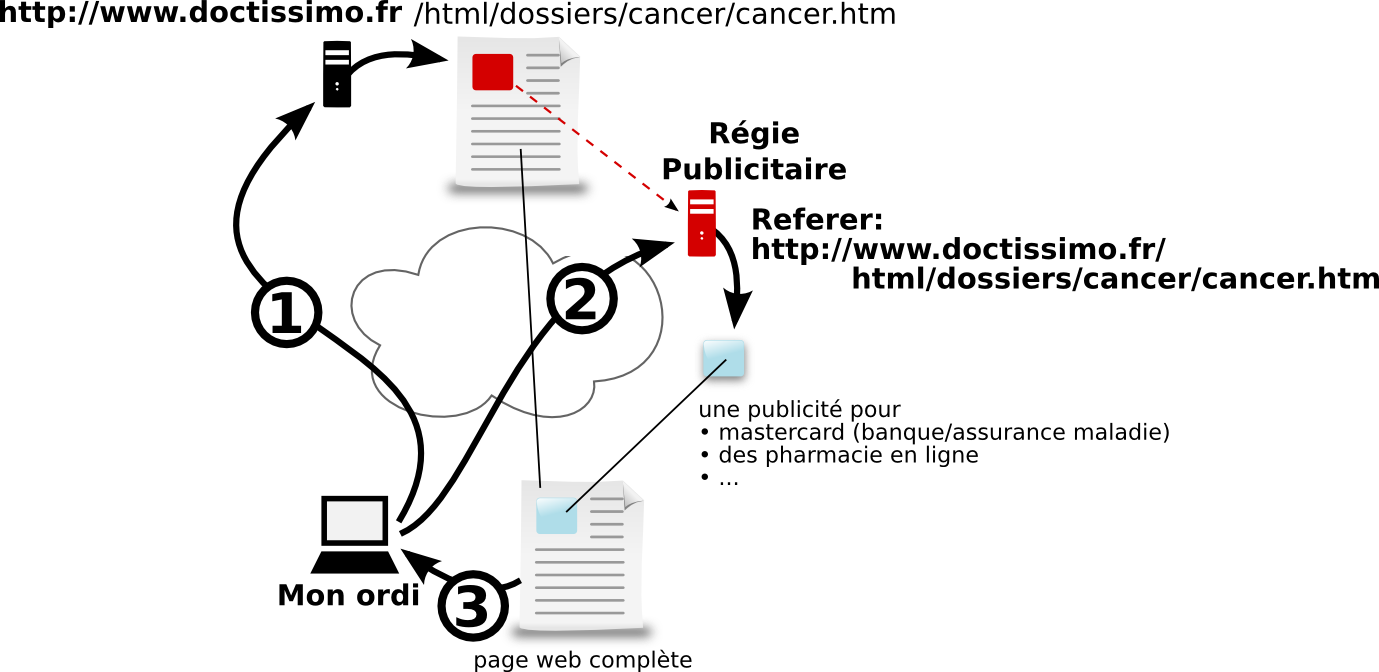 http://www.doctissimo.fr /html/dossiers/cancer/cancer.htm
Régie
Publicitaire
Referer:
http://www.doctissimo.fr/
html/dossiers/cancer/cancer.htm
1
2
une publicité pour
• mastercard (banque/assurance maladie)
• des pharmacie en ligne
• ...
Mon ordi
3
page web complète